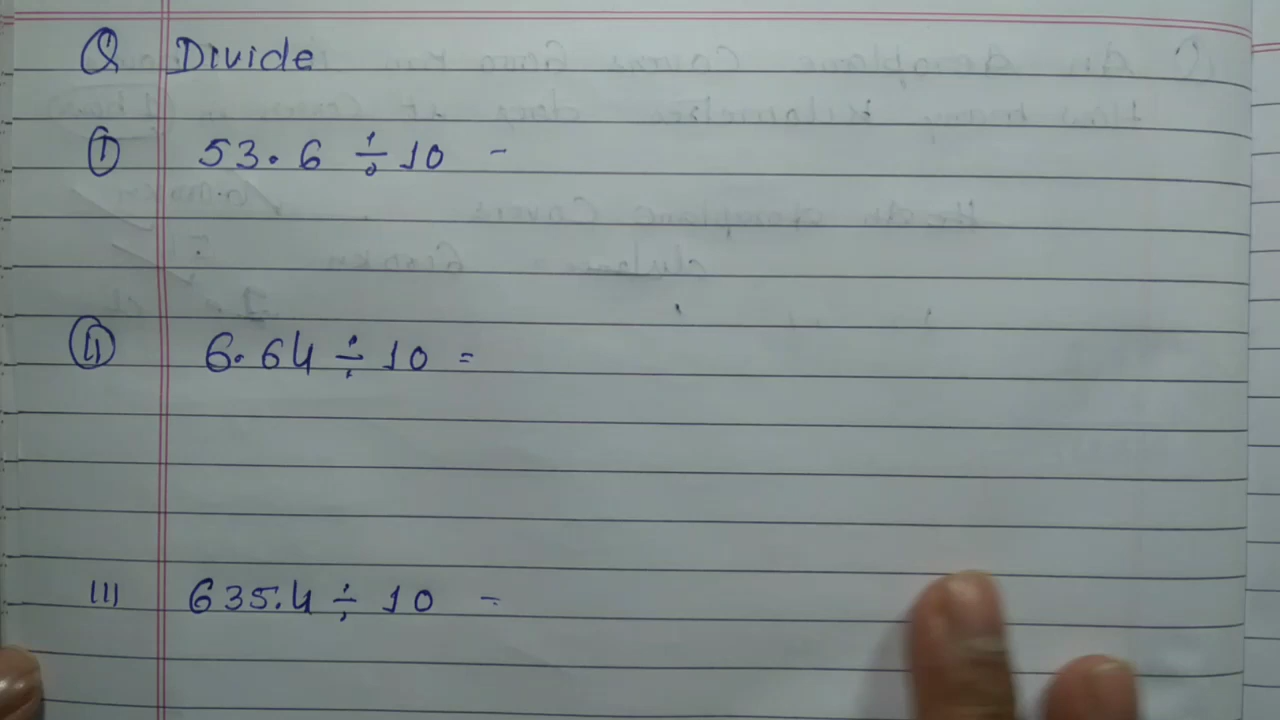 Q Divide
I 53.6 ÷ 10 -
II 6.64 ÷ 10 =
III 635.4 ÷ 10 =